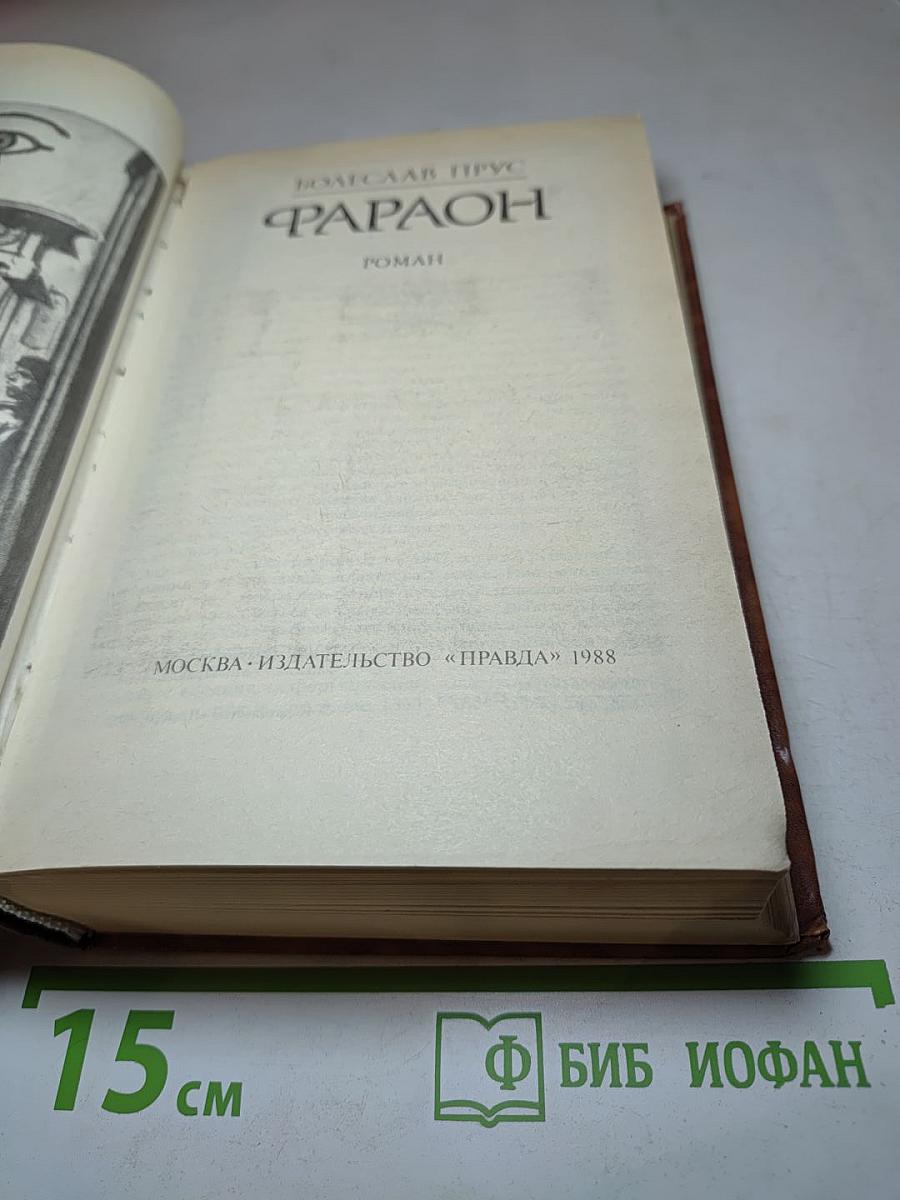 БОЛЕСЛАВ ПРУС
ФАРАОН
РОМАН
МОСКВА · ИЗДАТЕЛЬСТВО «ПРАВДА» 1988
15 см
Ф БИБ ИОФАН